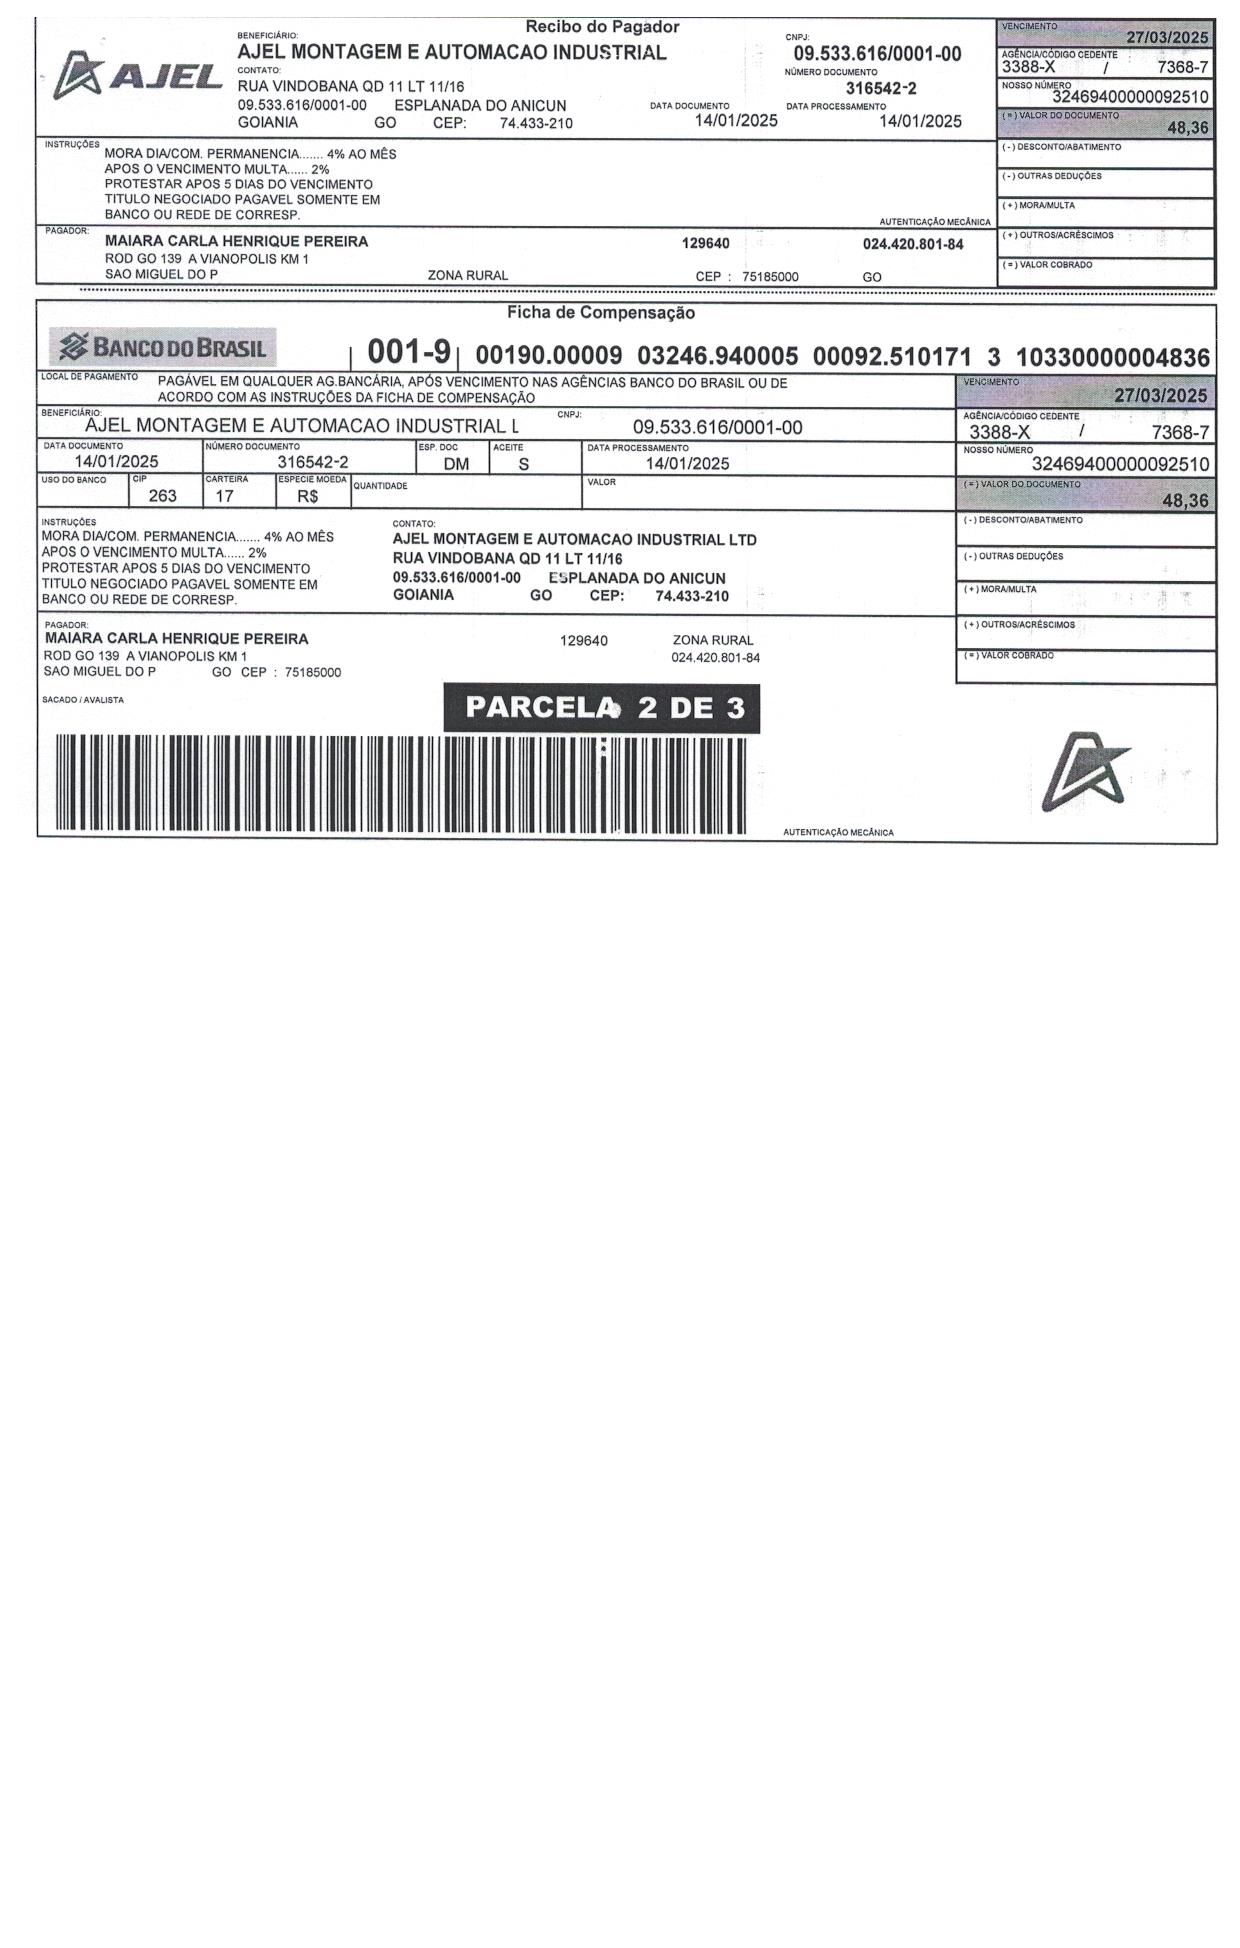 Recibo do Pagador
AJEL
BENEFICIÁRIO:
AJEL MONTAGEM E AUTOMACAO INDUSTRIAL
CONTATO:
RUA VINDOBANA QD 11 LT 11/16
09.533.616/0001-00 ESPLANADA DO ANICUN
GOIANIA GO CEP: 74.433-210
CNPJ:
09.533.616/0001-00
NÚMERO DOCUMENTO
316542-2
DATA DOCUMENTO DATA PROCESSAMENTO
14/01/2025 14/01/2025
VENCIMENTO
27/03/2025
AGÊNCIA/CÓDIGO CEDENTE
3388-X / 7368-7
NOSSO NÚMERO
32469400000092510
( = ) VALOR DO DOCUMENTO
48,36
INSTRUÇÕES
MORA DIA/COM. PERMANENCIA....... 4% AO MÊS
APOS O VENCIMENTO MULTA...... 2%
PROTESTAR APOS 5 DIAS DO VENCIMENTO
TITULO NEGOCIADO PAGAVEL SOMENTE EM
BANCO OU REDE DE CORRESP.
AUTENTICAÇÃO MECÂNICA
( - ) DESCONTO/ABATIMENTO
( - ) OUTRAS DEDUÇÕES
( + ) MORA/MULTA
( + ) OUTROS/ACRÉSCIMOS
( = ) VALOR COBRADO
PAGADOR:
MAIARA CARLA HENRIQUE PEREIRA 129640 024.420.801-84
ROD GO 139 A VIANOPOLIS KM 1
SAO MIGUEL DO P ZONA RURAL CEP : 75185000 GO
Ficha de Compensação
BANCO DO BRASIL 001-9 00190.00009 03246.940005 00092.510171 3 10330000004836
LOCAL DE PAGAMENTO PAGÁVEL EM QUALQUER AG.BANCÁRIA, APÓS VENCIMENTO NAS AGÊNCIAS BANCO DO BRASIL OU DE
ACORDO COM AS INSTRUÇÕES DA FICHA DE COMPENSAÇÃO
VENCIMENTO
27/03/2025
BENEFICIÁRIO: CNPJ:
AJEL MONTAGEM E AUTOMACAO INDUSTRIAL L 09.533.616/0001-00
AGÊNCIA/CÓDIGO CEDENTE
3388-X / 7368-7
DATA DOCUMENTO NÚMERO DOCUMENTO ESP. DOC ACEITE DATA PROCESSAMENTO
14/01/2025 316542-2 DM S 14/01/2025
NOSSO NÚMERO
32469400000092510
USO DO BANCO CIP CARTEIRA ESPECIE MOEDA QUANTIDADE VALOR
263 17 R$
( = ) VALOR DO DOCUMENTO
48,36
INSTRUÇÕES
MORA DIA/COM. PERMANENCIA....... 4% AO MÊS
APOS O VENCIMENTO MULTA...... 2%
PROTESTAR APOS 5 DIAS DO VENCIMENTO
TITULO NEGOCIADO PAGAVEL SOMENTE EM
BANCO OU REDE DE CORRESP.
CONTATO:
AJEL MONTAGEM E AUTOMACAO INDUSTRIAL LTD
RUA VINDOBANA QD 11 LT 11/16
09.533.616/0001-00 ESPLANADA DO ANICUN
GOIANIA GO CEP: 74.433-210
( - ) DESCONTO/ABATIMENTO
( - ) OUTRAS DEDUÇÕES
( + ) MORA/MULTA
( + ) OUTROS/ACRÉSCIMOS
( = ) VALOR COBRADO
PAGADOR:
MAIARA CARLA HENRIQUE PEREIRA 129640 ZONA RURAL
ROD GO 139 A VIANOPOLIS KM 1 024.420.801-84
SAO MIGUEL DO P GO CEP : 75185000
SACADO / AVALISTA
PARCELA 2 DE 3
AUTENTICAÇÃO MECÂNICA